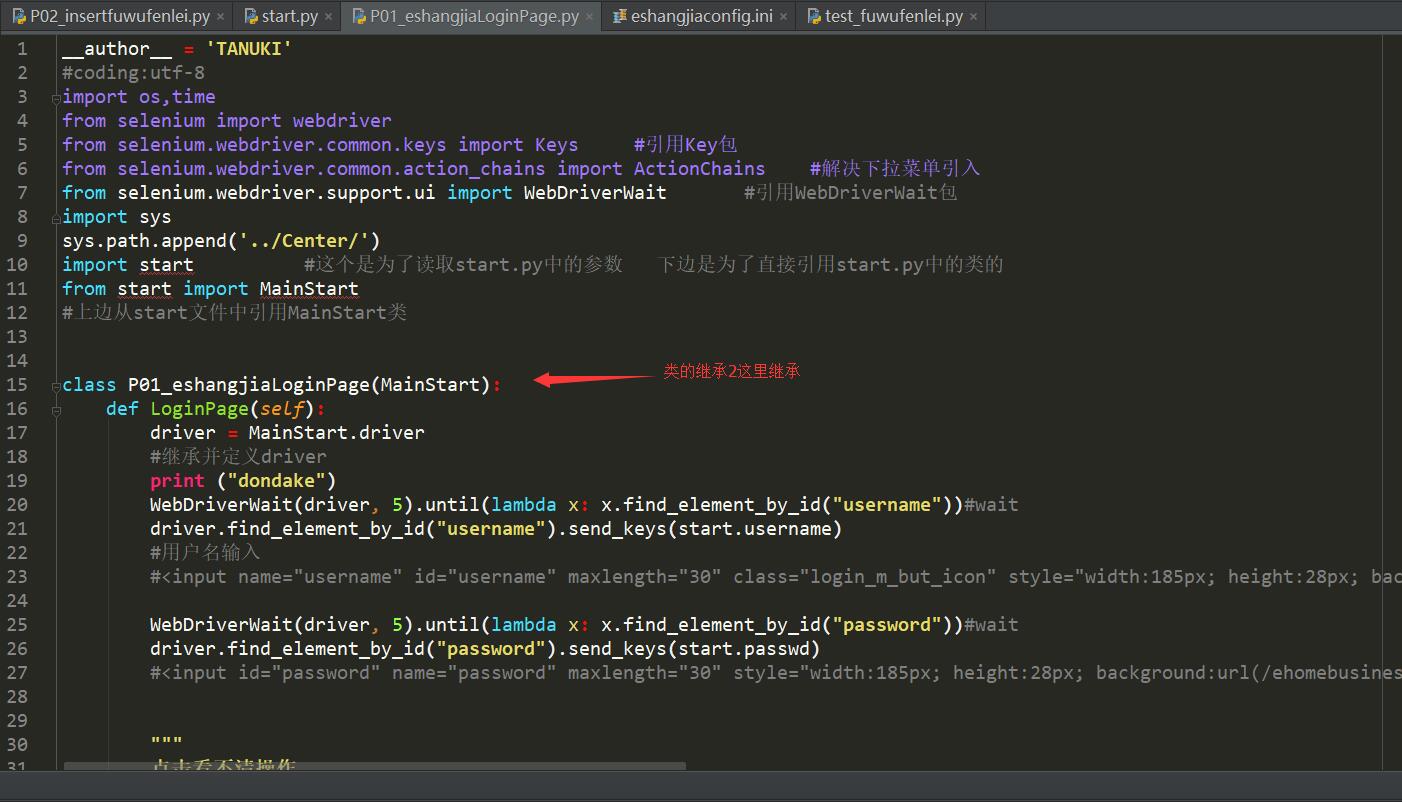 P02_insertfuwufenlei.py × start.py × P01_eshangjiaLoginPage.py × eshangjiaconfig.ini × test_fuwufenlei.py ×
1 __author__ = 'TANUKI'
2 #coding:utf-8
3 import os,time
4 from selenium import webdriver
5 from selenium.webdriver.common.keys import Keys #引用Key包
6 from selenium.webdriver.common.action_chains import ActionChains #解决下拉菜单引入
7 from selenium.webdriver.support.ui import WebDriverWait #引用WebDriverWait包
8 import sys
9 sys.path.append('../Center/')
10 import start #这个是为了读取start.py中的参数 下边是为了直接引用start.py中的类的
11 from start import MainStart
12 #上边从start文件中引用MainStart类
13
14
类的继承2这里继承
15 class P01_eshangjiaLoginPage(MainStart):
16 def LoginPage(self):
17 driver = MainStart.driver
18 #继承并定义driver
19 print ("dondake")
20 WebDriverWait(driver, 5).until(lambda x: x.find_element_by_id("username"))#wait
21 driver.find_element_by_id("username").send_keys(start.username)
22 #用户名输入
23 #<input name="username" id="username" maxlength="30" class="login_m_but_icon" style="width:185px; height:28px; bac
24
25 WebDriverWait(driver, 5).until(lambda x: x.find_element_by_id("password"))#wait
26 driver.find_element_by_id("password").send_keys(start.passwd)
27 #<input id="password" name="password" maxlength="30" style="width:185px; height:28px; background:url(/ehomebusines
28
29
30 """
31 点击看不清操作